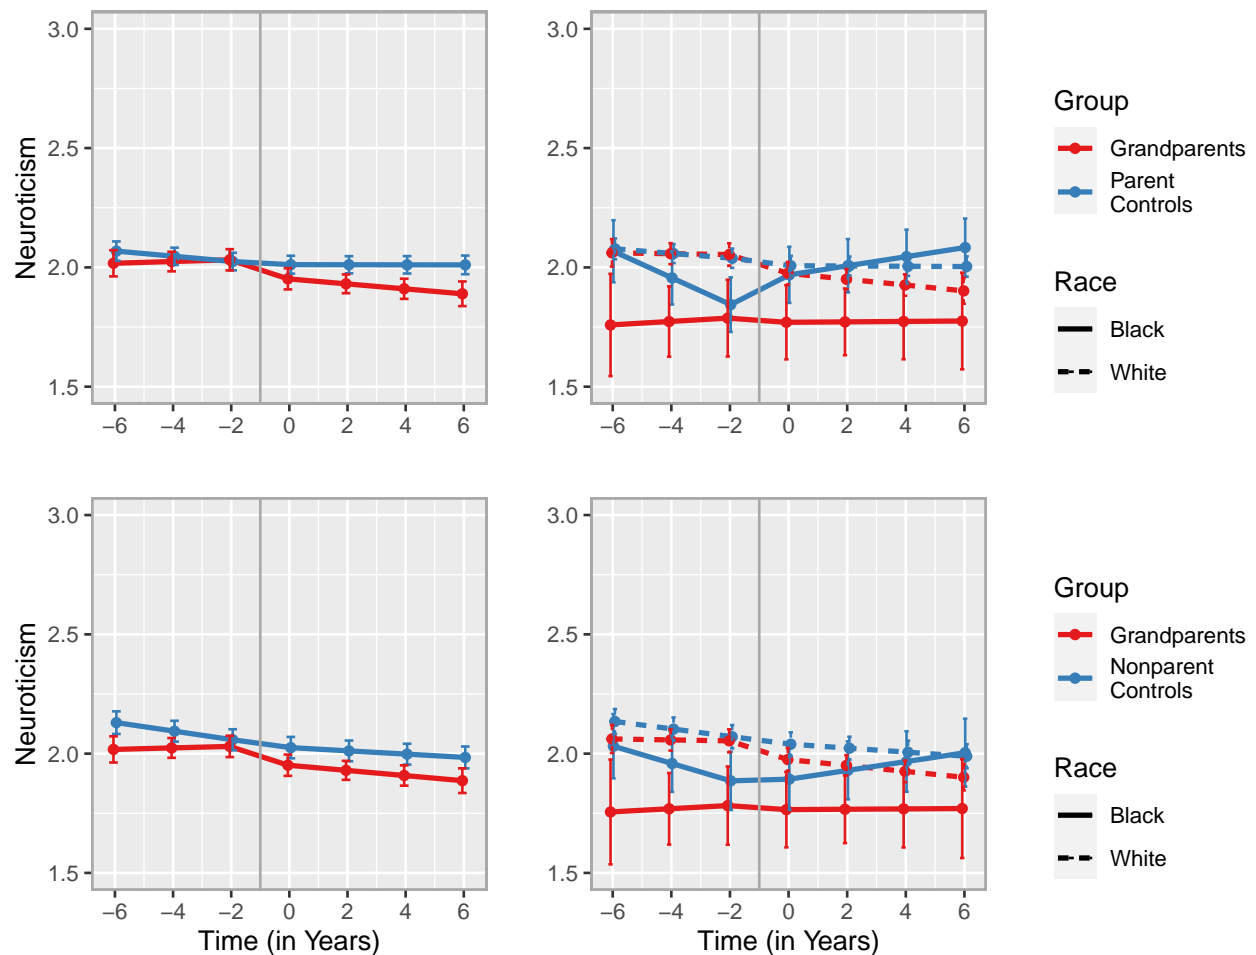 3.0
2.5
2.0
1.5
Neuroticism
−6 −4 −2 0 2 4 6
3.0
2.5
2.0
1.5
−6 −4 −2 0 2 4 6
Group
Grandparents
Parent
Controls
Race
Black
White
3.0
2.5
2.0
1.5
Neuroticism
−6 −4 −2 0 2 4 6
Time (in Years)
3.0
2.5
2.0
1.5
−6 −4 −2 0 2 4 6
Time (in Years)
Group
Grandparents
Nonparent
Controls
Race
Black
White